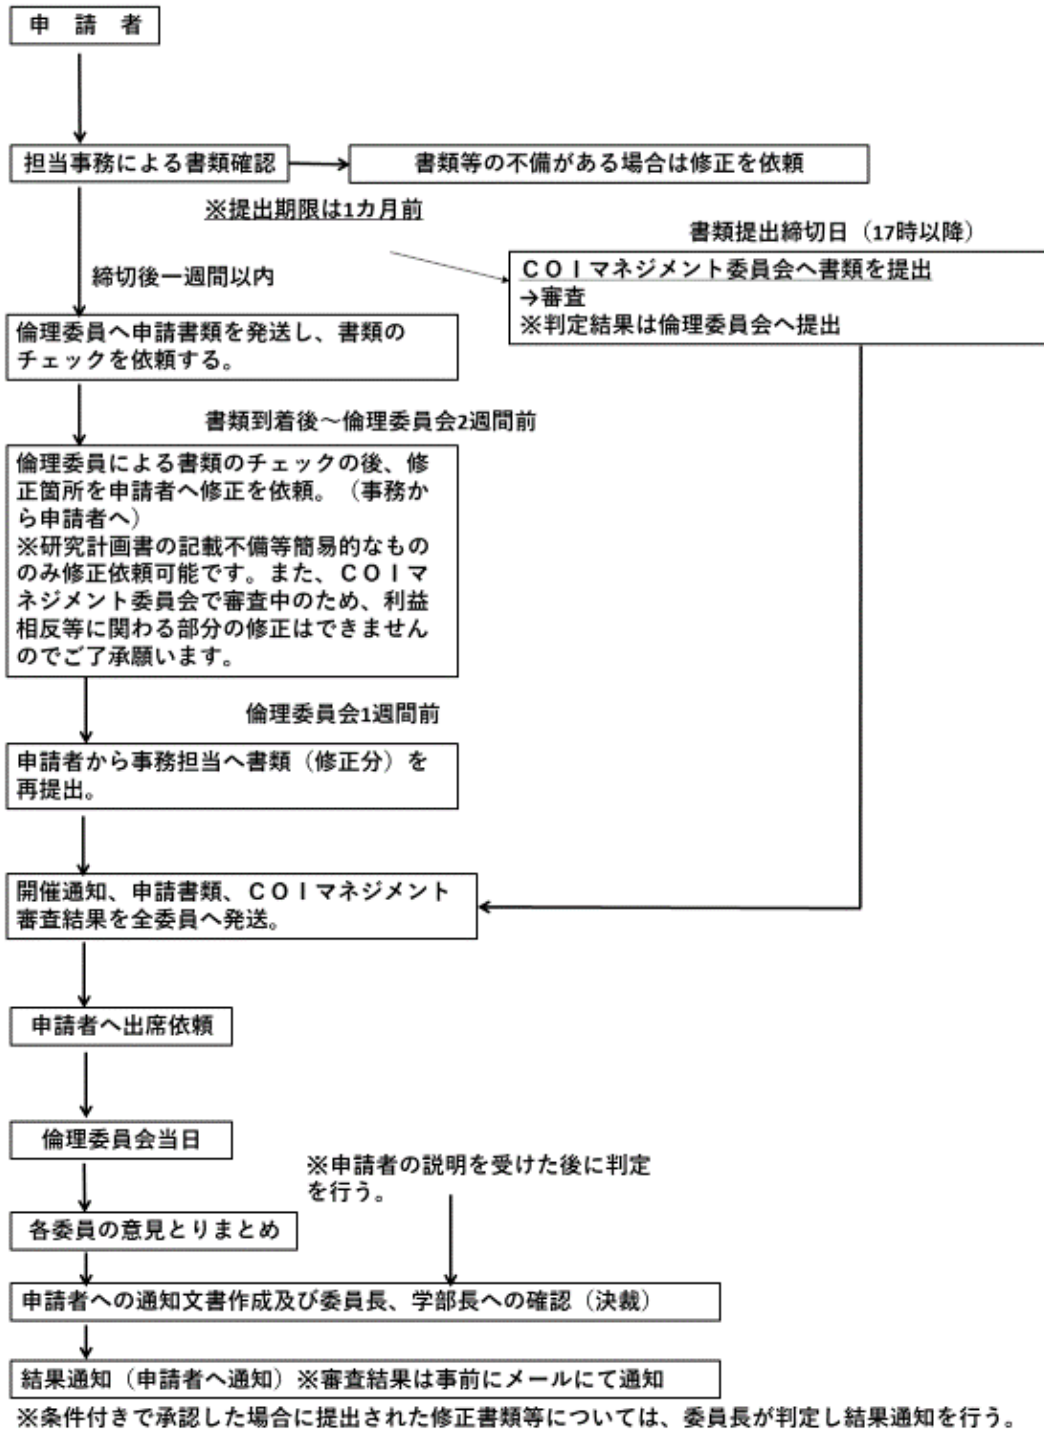 申　請　者
担当事務による書類確認
書類等の不備がある場合は修正を依頼
※提出期限は1カ月前
書類提出締切日（17時以降）
ＣＯＩマネジメント委員会へ書類を提出
→審査
※判定結果は倫理委員会へ提出
締切後一週間以内
倫理委員へ申請書類を発送し、書類の
チェックを依頼する。
書類到着後～倫理委員会2週間前
倫理委員による書類のチェックの後、修
正箇所を申請者へ修正を依頼。（事務か
ら申請者へ）
※研究計画書の記載不備等簡易的なもの
のみ修正依頼可能です。また、ＣＯＩマ
ネジメント委員会で審査中のため、利益
相反等に関わる部分の修正はできません
のでご了承願います。
倫理委員会1週間前
申請者から事務担当へ書類（修正分）を
再提出。
開催通知、申請書類、ＣＯＩマネジメント
審査結果を全委員へ発送。
申請者へ出席依頼
倫理委員会当日
※申請者の説明を受けた後に判定
を行う。
各委員の意見とりまとめ
申請者への通知文書作成及び委員長、学部長への確認（決裁）
結果通知（申請者へ通知）※審査結果は事前にメールにて通知
※条件付きで承認した場合に提出された修正書類等については、委員長が判定し結果通知を行う。